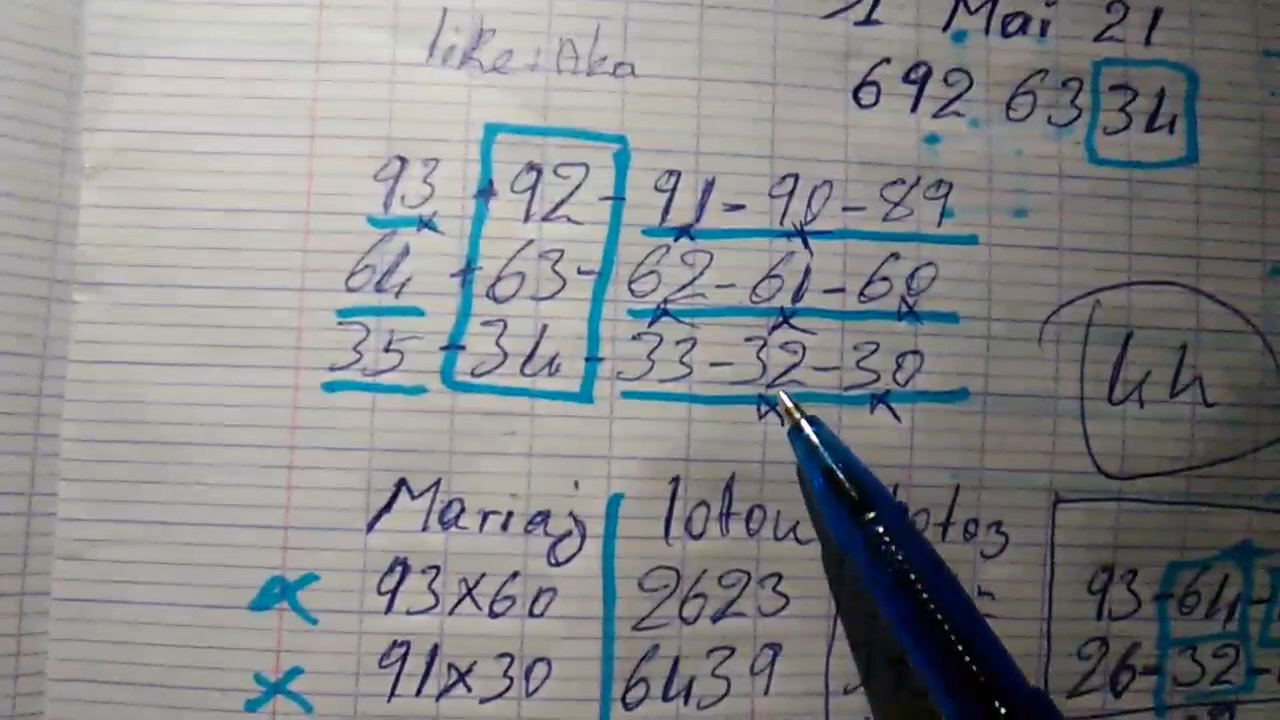 1 Mai 21
like: Aka
692 63 34
93 - 92 - 91 - 90 - 89
64 - 63 - 62 - 61 - 60
35 - 34 - 33 - 32 - 30
44
Mariaj lotou
93x60 2623
91x30 6439
93-64-
26-32-